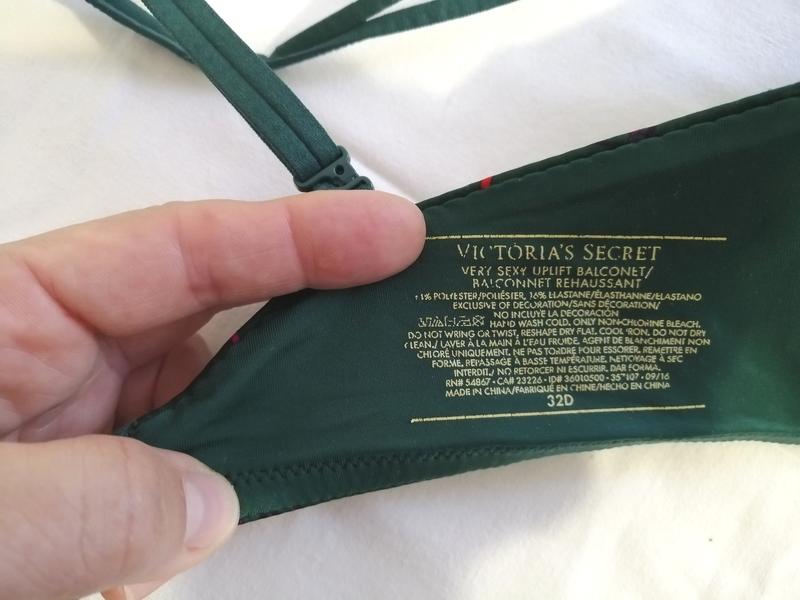 VICTORIA'S SECRET
VERY SEXY UPLIFT BALCONET/
BALCONNET REHAUSSANT
POLYESTER/POLIÉSTER, 16% ELASTANE/ÉLASTHANNE/ELASTANO
EXCLUSIVE OF DECORATION/SANS DÉCORATION/
NO INCLUYE LA DECORACIÓN
HAND WASH COLD. ONLY NON-CHLORINE BLEACH.
DO NOT WRING OR TWIST, RESHAPE DRY FLAT. COOL IRON. DO NOT DRY
CLEAN./ LAVER À LA MAIN À L'EAU FROIDE. AGENT DE BLANCHIMENT NON
CHLORÉ UNIQUEMENT. NE PAS TORDRE POUR ESSORER. REMETTRE EN
FORME. REPASSAGE À BASSE TEMPÉRATURE. NETTOYAGE À SEC
INTERDIT./ NO RETORCER NI ESCURRIR. DAR FORMA.
RN# 54867 • CA# 23226 • ID# 36010500 • 09/16
MADE IN CHINA/FABRIQUÉ EN CHINE/HECHO EN CHINA
32D